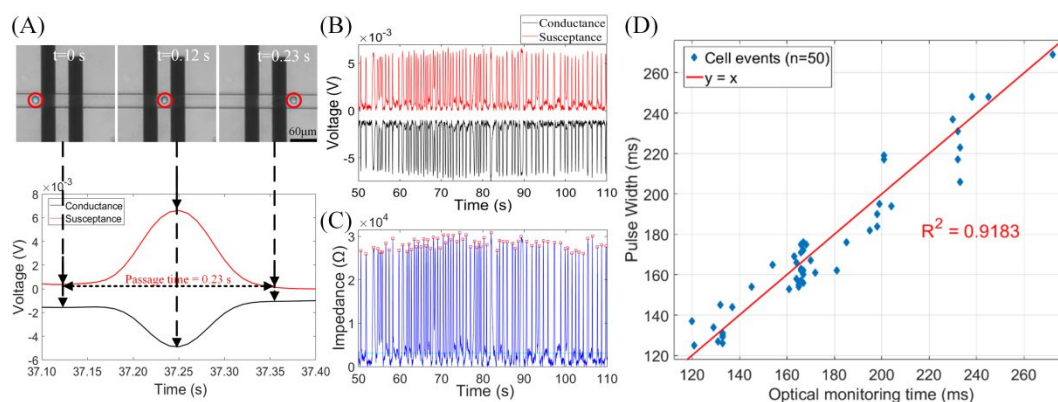 (A)
t=0 s
t=0.12 s
t=0.23 s
60μm
8 ×10⁻³
6
4
2
0
-2
-4
-6
Voltage (V)
Conductance
Susceptance
Passage time = 0.23 s
37.10 37.15 37.20 37.25 37.30 37.35 37.40
Time (s)
(B)
×10⁻³
Conductance
Susceptance
5
0
-5
Voltage (V)
50 60 70 80 90 100 110
Time (s)
(C)
×10⁴
3
2
1
0
Impedance (Ω)
50 60 70 80 90 100 110
Time (s)
(D)
Cell events (n=50)
y = x
R² = 0.9183
260
240
220
200
180
160
140
120
Pulse Width (ms)
120 140 160 180 200 220 240 260
Optical monitoring time (ms)